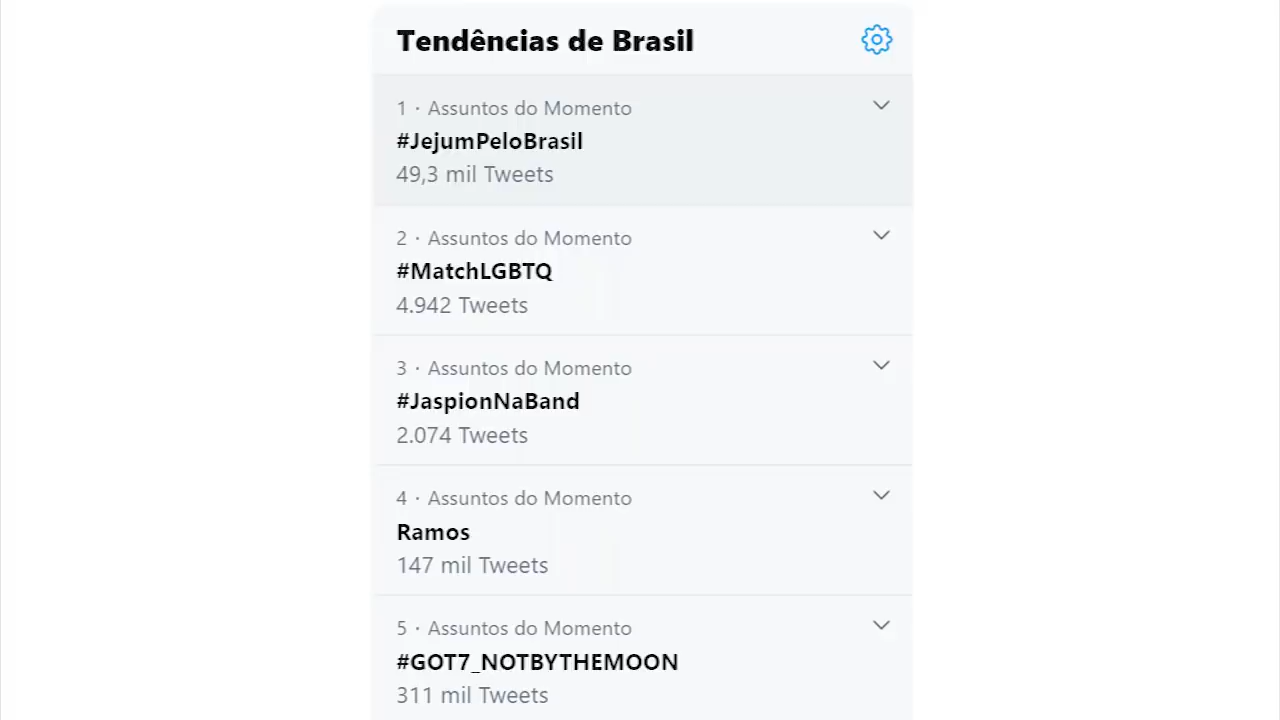 Tendências de Brasil
1 · Assuntos do Momento
#JejumPeloBrasil
49,3 mil Tweets
2 · Assuntos do Momento
#MatchLGBTQ
4.942 Tweets
3 · Assuntos do Momento
#JaspionNaBand
2.074 Tweets
4 · Assuntos do Momento
Ramos
147 mil Tweets
5 · Assuntos do Momento
#GOT7_NOTBYTHEMOON
311 mil Tweets